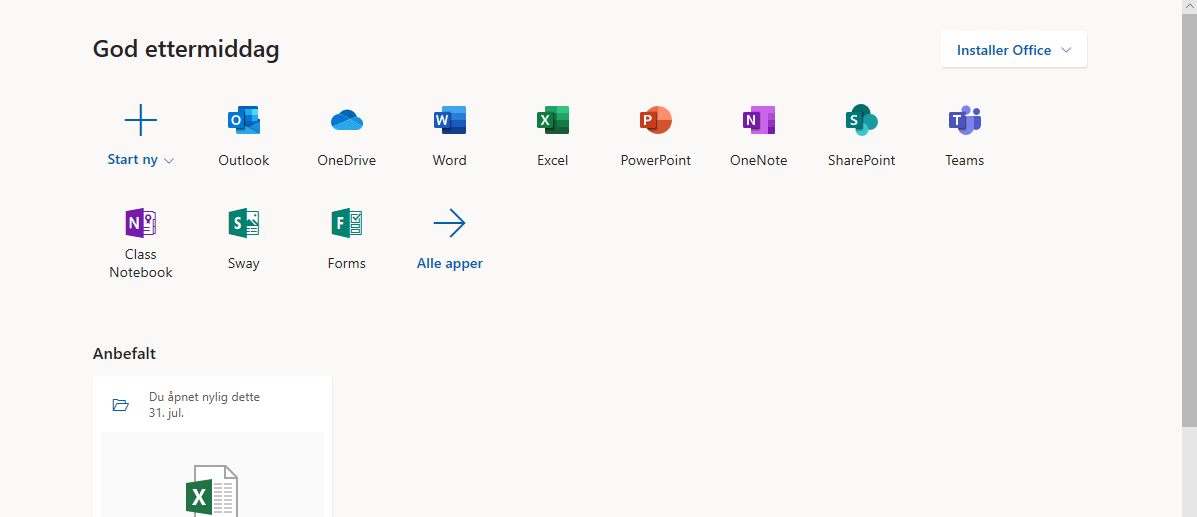 God ettermiddag
Installer Office
Start ny
Outlook
OneDrive
Word
Excel
PowerPoint
OneNote
SharePoint
Teams
Class
Notebook
Sway
Forms
Alle apper
Anbefalt
Du åpnet nylig dette
31. jul.